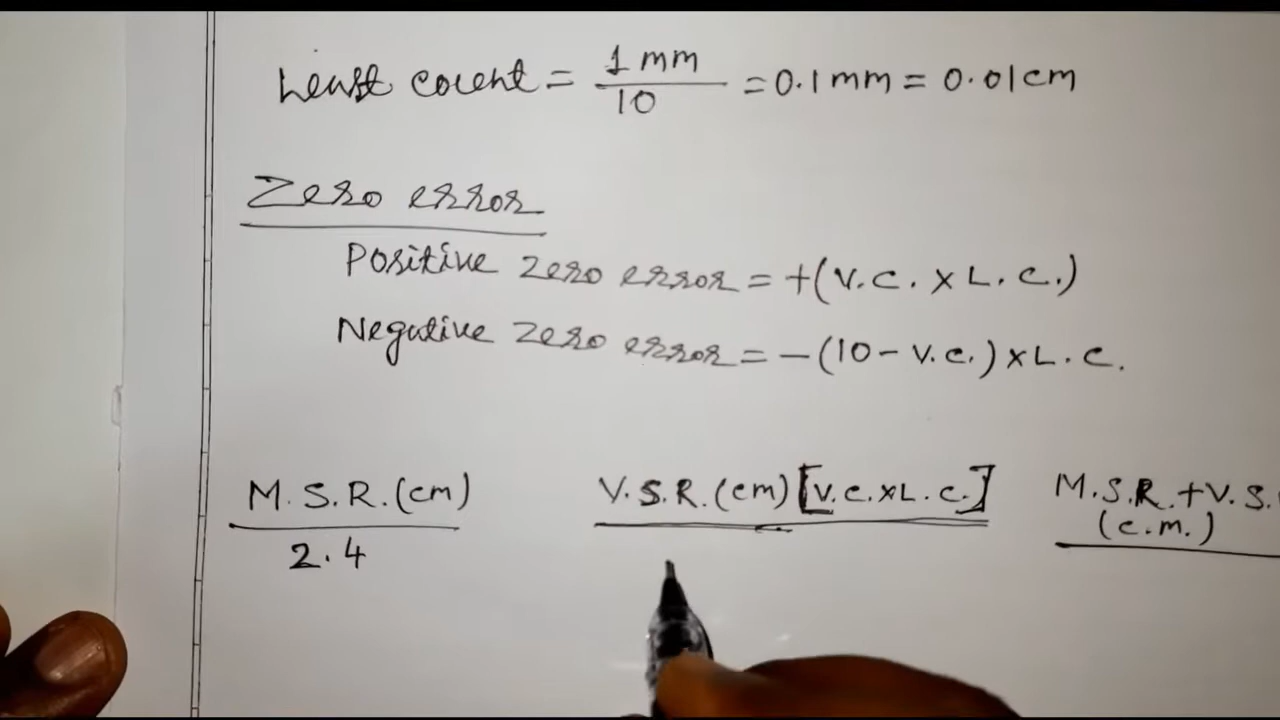 Least count = 1 mm / 10 = 0.1 mm = 0.01 cm
Zero error
Positive zero error = +(V.C. x L.C.)
Negative zero error = -(10 - V.C.) x L.C.
M.S.R. (cm) V.S.R. (cm) [V.C. x L.C.] M.S.R. + V.S.
(c.m.)
2.4